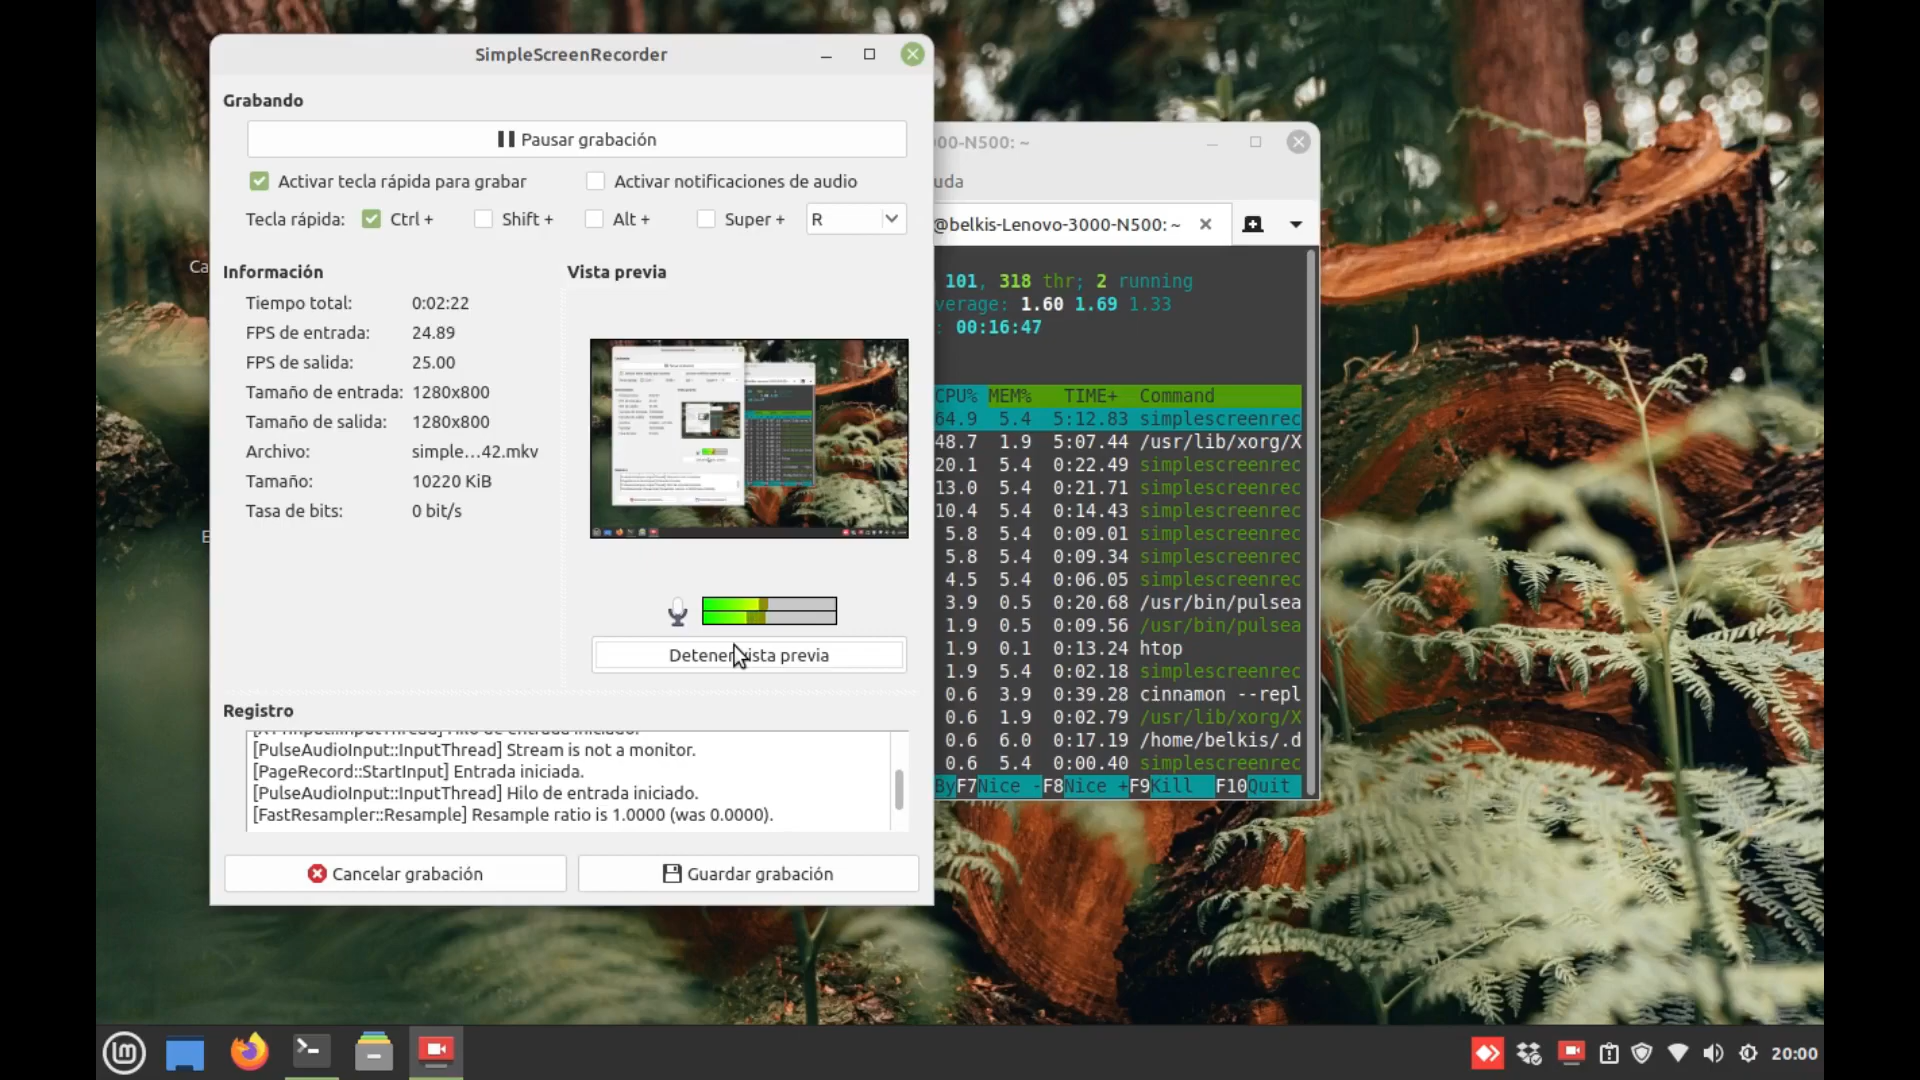 SimpleScreenRecorder
Grabando
Pausar grabación
Activar tecla rápida para grabar
Activar notificaciones de audio
Tecla rápida:
Ctrl +
Shift +
Alt +
Super +
R
Información
Tiempo total: 0:02:22
FPS de entrada: 24.89
FPS de salida: 25.00
Tamaño de entrada: 1280x800
Tamaño de salida: 1280x800
Archivo: simple...42.mkv
Tamaño: 10220 KiB
Tasa de bits: 0 bit/s
Vista previa
Detener vista previa
Registro
[PulseAudioInput::InputThread] Stream is not a monitor.
[PageRecord::StartInput] Entrada iniciada.
[PulseAudioInput::InputThread] Hilo de entrada iniciado.
[FastResampler::Resample] Resample ratio is 1.0000 (was 0.0000).
Cancelar grabación
Guardar grabación
00-N500: ~
uda
@belkis-Lenovo-3000-N500: ~
101, 318 thr; 2 running
verage: 1.60 1.69 1.33
: 00:16:47
CPU% MEM% TIME+ Command
64.9 5.4 5:12.83 simplescreenrec
48.7 1.9 5:07.44 /usr/lib/xorg/X
20.1 5.4 0:22.49 simplescreenrec
13.0 5.4 0:21.71 simplescreenrec
10.4 5.4 0:14.43 simplescreenrec
5.8 5.4 0:09.01 simplescreenrec
5.8 5.4 0:09.34 simplescreenrec
4.5 5.4 0:06.05 simplescreenrec
3.9 0.5 0:20.68 /usr/bin/pulsea
1.9 0.5 0:09.56 /usr/bin/pulsea
1.9 0.1 0:13.24 htop
1.9 5.4 0:02.18 simplescreenrec
0.6 3.9 0:39.28 cinnamon --repl
0.6 1.9 0:02.79 /usr/lib/xorg/X
0.6 6.0 0:17.19 /home/belkis/.d
0.6 5.4 0:00.40 simplescreenrec
By F7Nice -F8Nice +F9Kill F10Quit
Ca
E
20:00